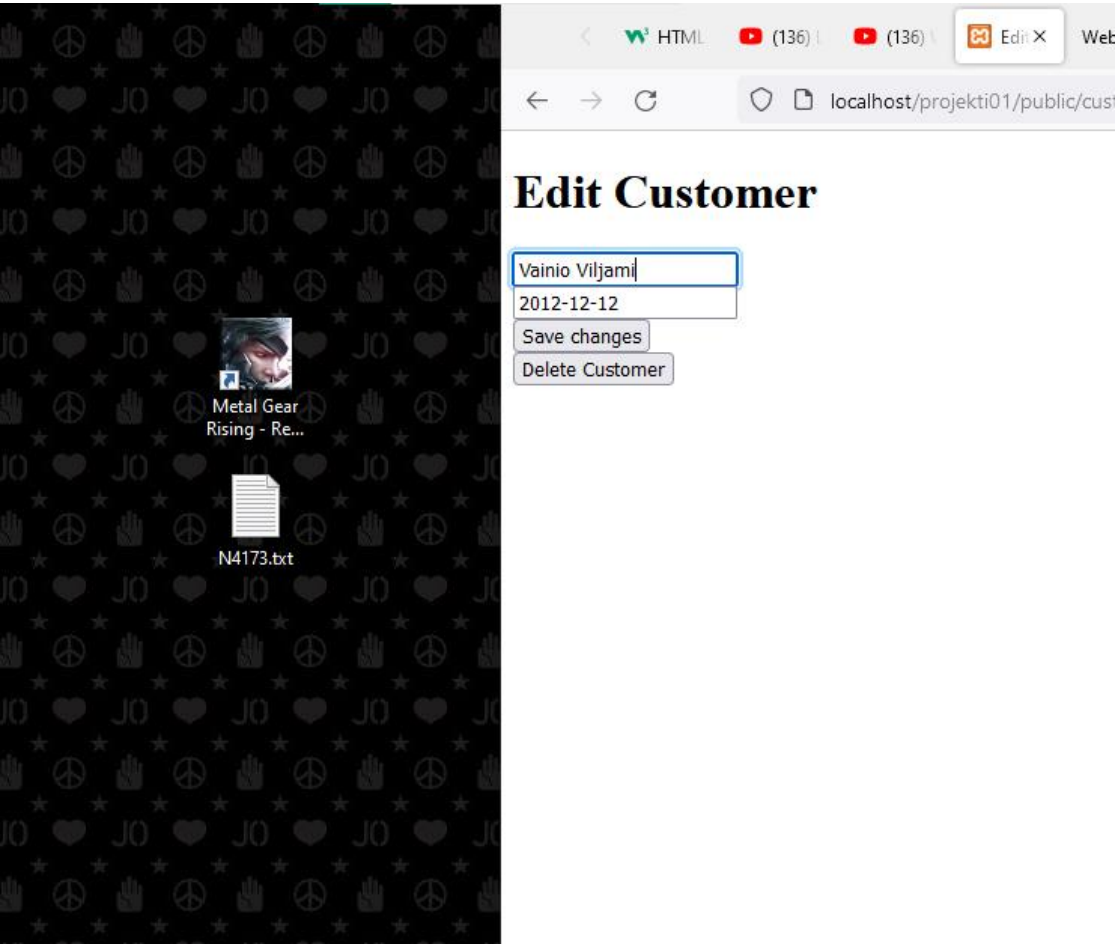 HTML
(136)
(136)
Edit
Web
localhost/projekti01/public/cust
Edit Customer
Vainio Viljami
2012-12-12
Save changes
Delete Customer
Metal Gear
Rising - Re...
N4173.txt
JO